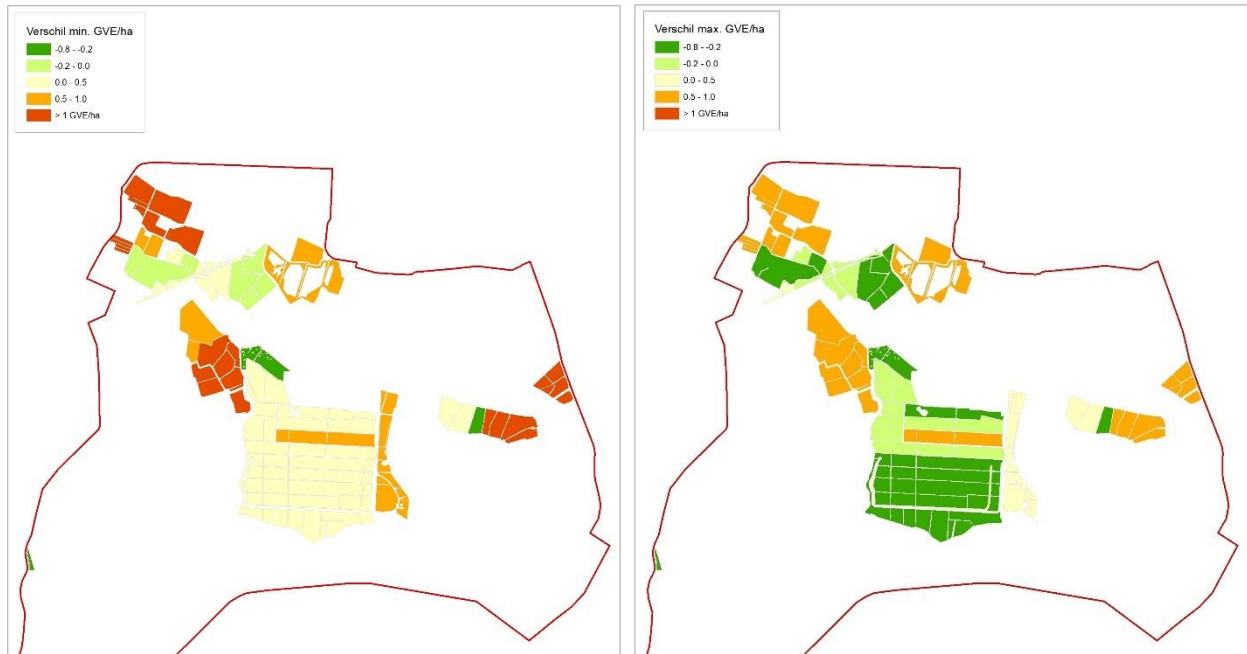 Verschil min. GVE/ha
-0.8 - -0.2
-0.2 - 0.0
0.0 - 0.5
0.5 - 1.0
> 1 GVE/ha
Verschil max. GVE/ha
-0.8 - -0.2
-0.2 - 0.0
0.0 - 0.5
0.5 - 1.0
> 1 GVE/ha